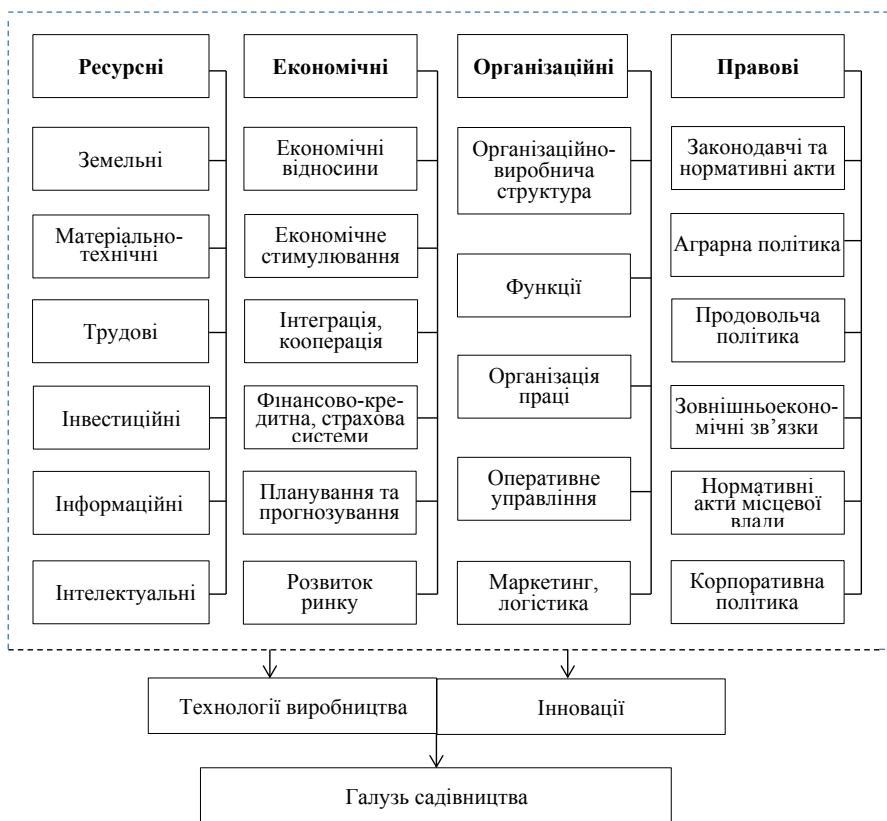 Ресурсні
Економічні
Організаційні
Правові
Земельні
Матеріально-
технічні
Трудові
Інвестиційні
Інформаційні
Інтелектуальні
Економічні
відносини
Економічне
стимулювання
Інтеграція,
кооперація
Фінансово-кре-
дитна, страхова
системи
Планування та
прогнозування
Розвиток
ринку
Організаційно-
виробнича
структура
Функції
Організація
праці
Оперативне
управління
Маркетинг,
логістика
Законодавчі та
нормативні акти
Аграрна політика
Продовольча
політика
Зовнішньоеконо-
мічні зв’язки
Нормативні
акти місцевої
влади
Корпоративна
політика
Технології виробництва
Інновації
Галузь садівництва